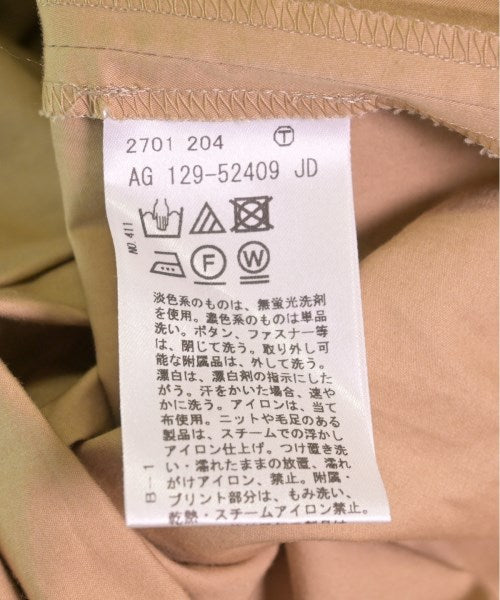 2701 204 Ⓣ
AG 129-52409 JD
NO.411
F W
淡色系のものは、無蛍光洗剤
を使用。濃色系のものは単品
洗い。ボタン、ファスナー等
は、閉じて洗う。取り外し可
能な附属品は、外して洗う。
漂白は、漂白剤の指示にした
がう。汗をかいた場合、速や
かに洗う。アイロンは、当て
布使用。ニットや毛足のある
製品は、スチームでの浮かし
アイロン仕上げ。つけ置き洗
い・濡れたままの放置、濡れ
がけアイロン、禁止。附属・
プリント部分は、もみ洗い、
乾熱・スチームアイロン禁止。
B-1